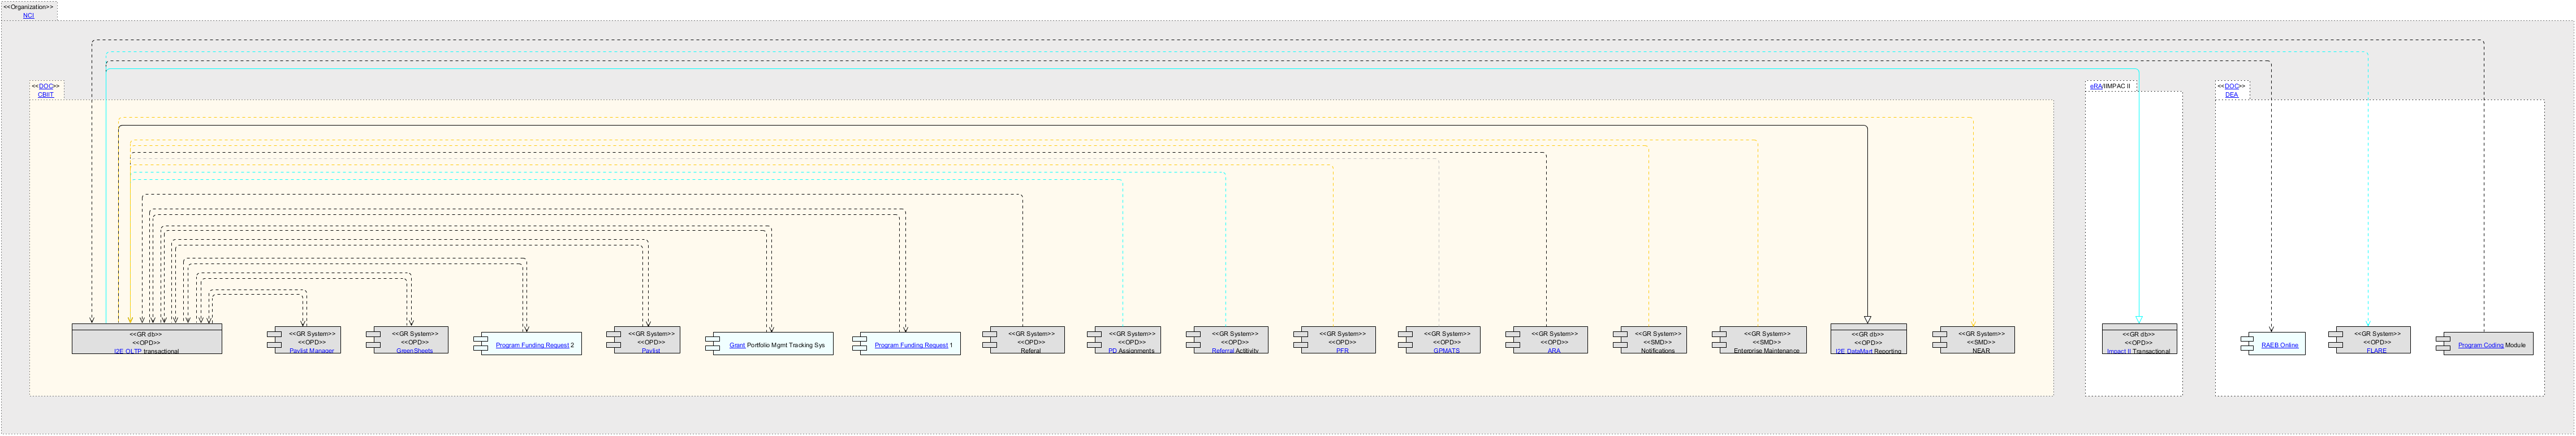 <<Organization>>
NCI
<<DOC>>
CBIIT
eRA/IIMPAC II
<<DOC>>
DEA
<<GR db>>
<<OPD>>
I2E OLTP transactional
<<GR System>>
<<OPD>>
Paylist Manager
<<GR System>>
<<OPD>>
GreenSheets
Program Funding Request 2
<<GR System>>
<<OPD>>
Paylist
Grant Portfolio Mgmt Tracking Sys
Program Funding Request 1
<<GR System>>
<<OPD>>
Referal
<<GR System>>
<<OPD>>
PD Assignments
<<GR System>>
<<OPD>>
Referral Actitivity
<<GR System>>
<<OPD>>
PFR
<<GR System>>
<<OPD>>
GPMATS
<<GR System>>
<<OPD>>
ARA
<<GR System>>
<<SMD>>
Notifications
<<GR System>>
<<SMD>>
Enterprise Maintenance
<<GR db>>
<<OPD>>
I2E DataMart Reporting
<<GR System>>
<<SMD>>
NEAR
<<GR db>>
<<OPD>>
Impact II Transactional
RAEB Online
<<GR System>>
<<OPD>>
FLARE
Program Coding Module